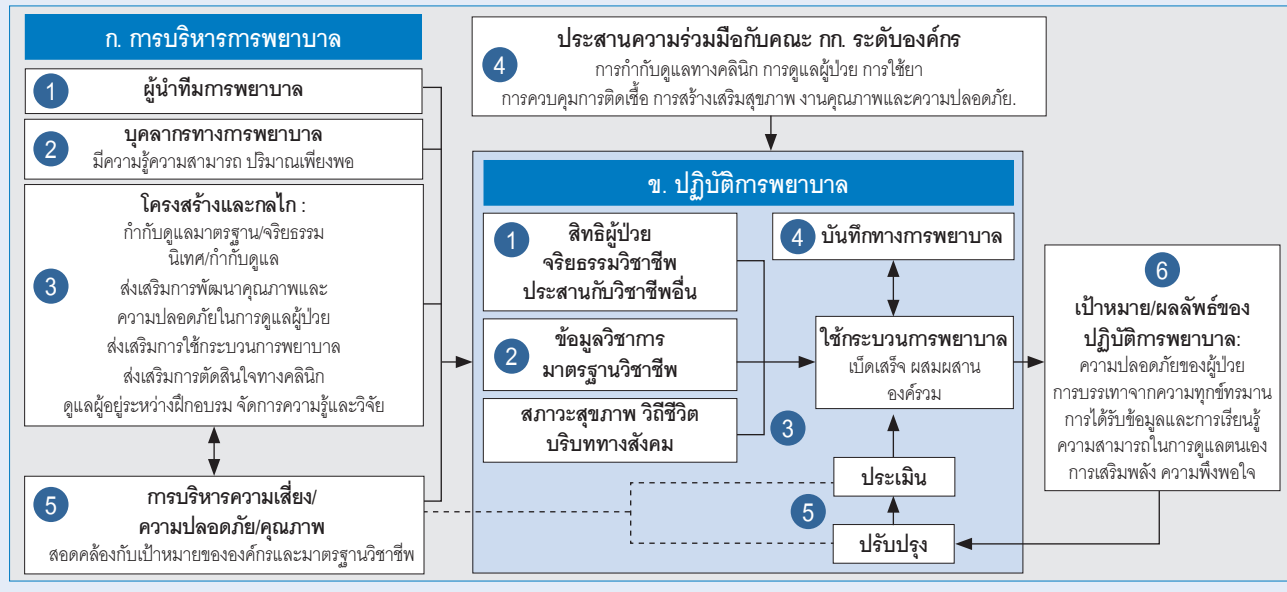 ก. การบริหารการพยาบาล
1
ผู้นำทีมการพยาบาล
2
บุคลากรทางการพยาบาล
มีความรู้ความสามารถ ปริมาณเพี่ยงพอ
3
โครงสร้างและกลไก :
กำกับดูแลมาตรฐาน/จริยธรรม
นิเทศ/กำกับดูแล
ส่งเสริมการพัฒนาคุณภาพและ
ความปลอดภัยในการดูแลผู้ป่วย
ส่งเสริมการใช้กระบวนการพยาบาล
ส่งเสริมการตัดสินใจทางคลินิก
ดูแลผู้อยู่ระหว่างฝึกอบรม จัดการความรู้และวิจัย
5
การบริหารความเสี่ยง/
ความปลอดภัย/คุณภาพ
สอดคล้องกับเป้าหมายขององค์กรและมาตรฐานวิชาชีพ
4
ประสานความร่วมมือกับคณะ กก. ระดับองค์กร
การกำกับดูแลทางคลินิก การดูแลผู้ป่วย การใช้ยา
การควบคุมการติดเชื้อ การสร้างเสริมสุขภาพ งานคุณภาพและความปลอดภัย.
ข. ปฏิบัติการพยาบาล
1
สิทธิผู้ป่วย
จริยธรรมวิชาชีพ
ประสานกับวิชาชีพอื่น
2
ข้อมูลวิชาการ
มาตรฐานวิชาชีพ
สภาวะสุขภาพ วิถีชีวิต
บริบททางสังคม
3
4
บันทึกทางการพยาบาล
ใช้กระบวนการพยาบาล
เบ็ดเสร็จ ผสมผสาน
องค์รวม
ประเมิน
5
ปรับปรุง
6
เป้าหมาย/ผลลัพธ์ของ
ปฏิบัติการพยาบาล:
ความปลอดภัยของผู้ป่วย
การบรรเทาจากความทุกข์ทรมาน
การได้รับข้อมูลและการเรียนรู้
ความสามารถในการดูแลตนเอง
การเสริมพลัง ความพึงพอใจ